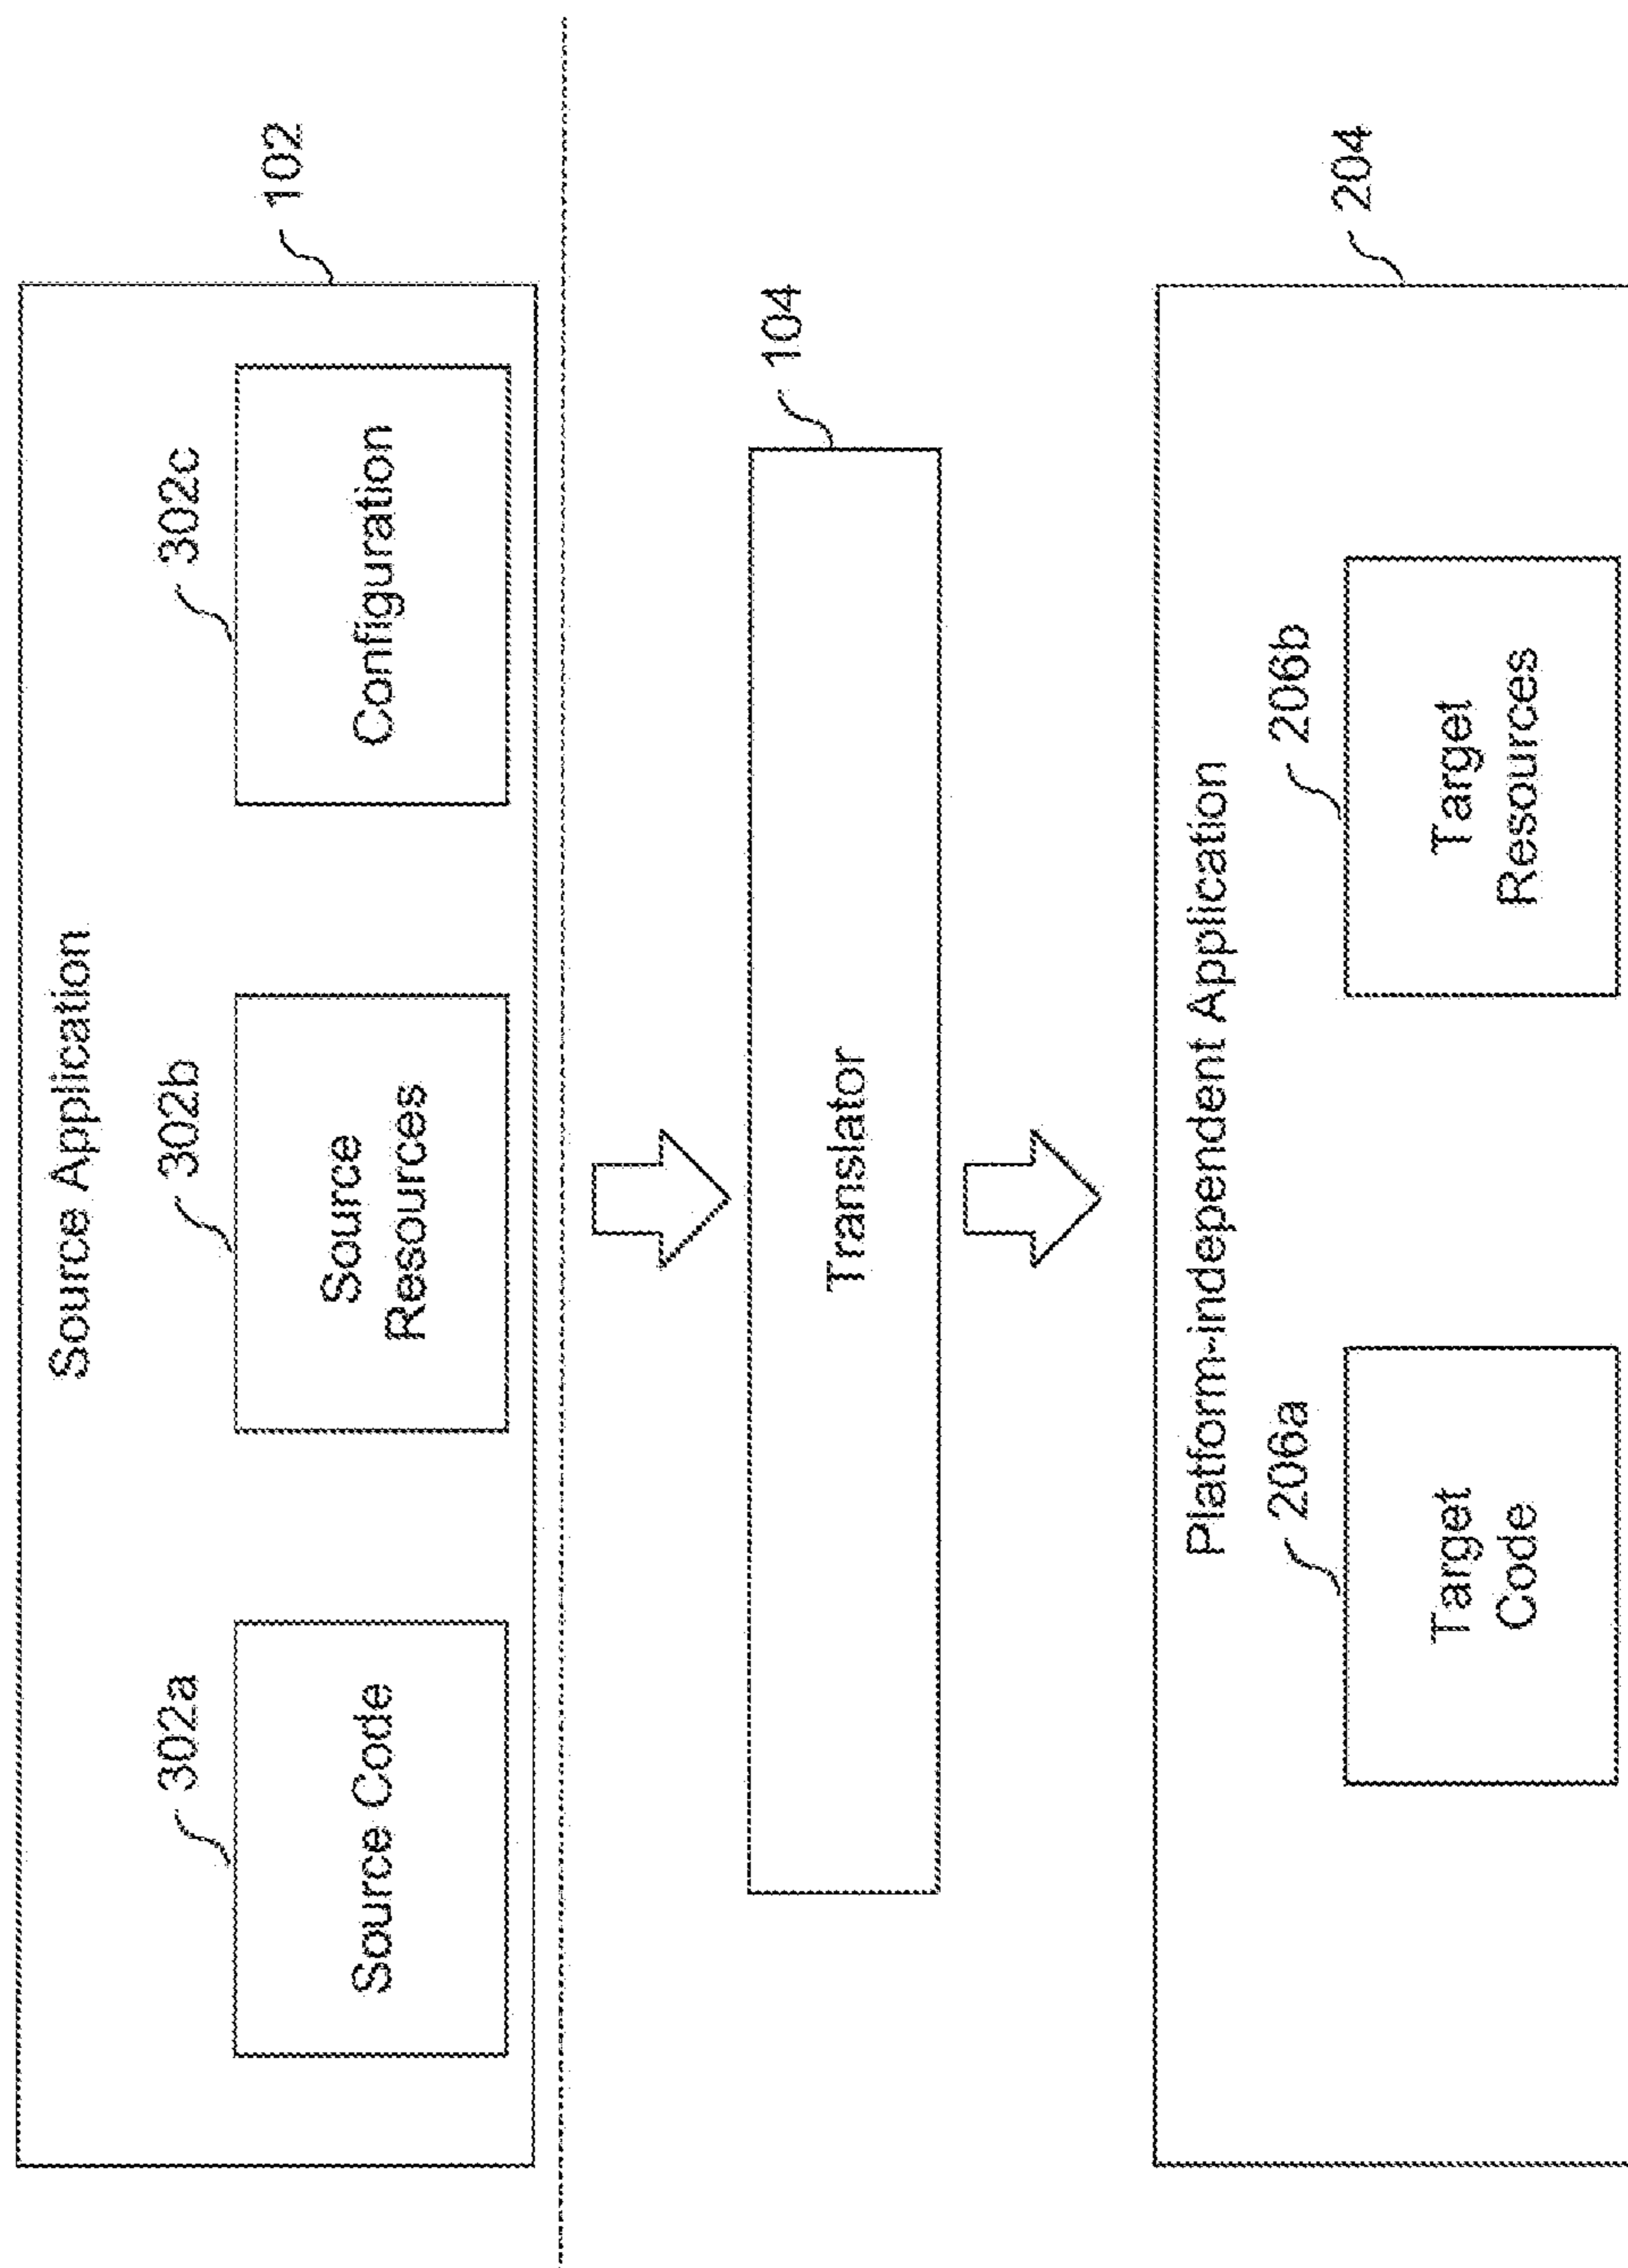 Source Application
102
302a
302b
302c
Source Code
Source
Resources
Configuration
104
Translator
204
Platform-independent Application
206a
206b
Target
Code
Target
Resources